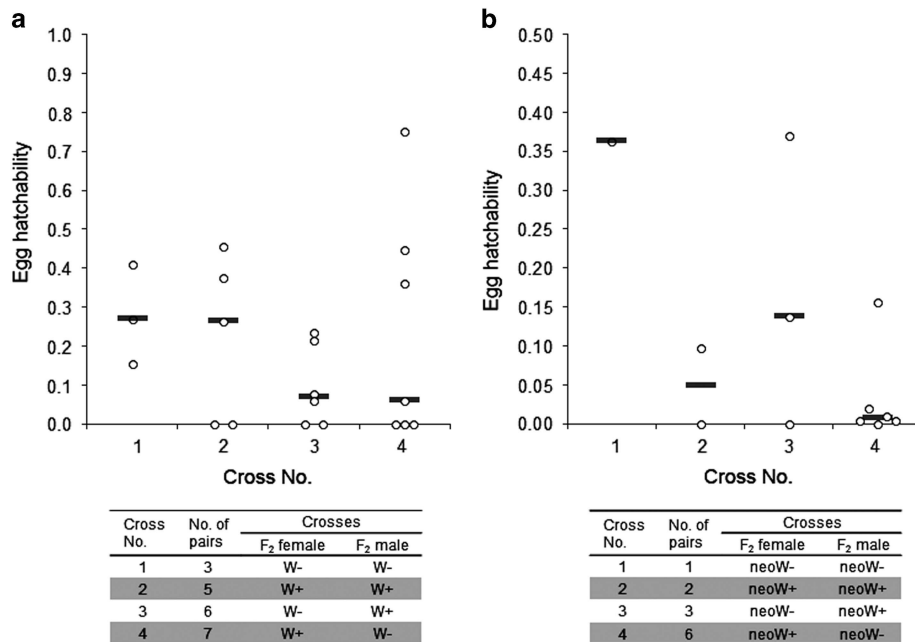 a
1.0
0.9
0.8
0.7
0.6
0.5
0.4
0.3
0.2
0.1
0.0
Egg hatchability
1 2 3 4
Cross No.
Cross No. No. of pairs Crosses
F2 female F2 male
1 3 W- W-
2 5 W+ W+
3 6 W- W+
4 7 W+ W-
b
0.50
0.45
0.40
0.35
0.30
0.25
0.20
0.15
0.10
0.05
0.00
Egg hatchability
1 2 3 4
Cross No.
Cross No. No. of pairs Crosses
F2 female F2 male
1 1 neoW- neoW-
2 2 neoW+ neoW+
3 3 neoW- neoW+
4 6 neoW+ neoW-